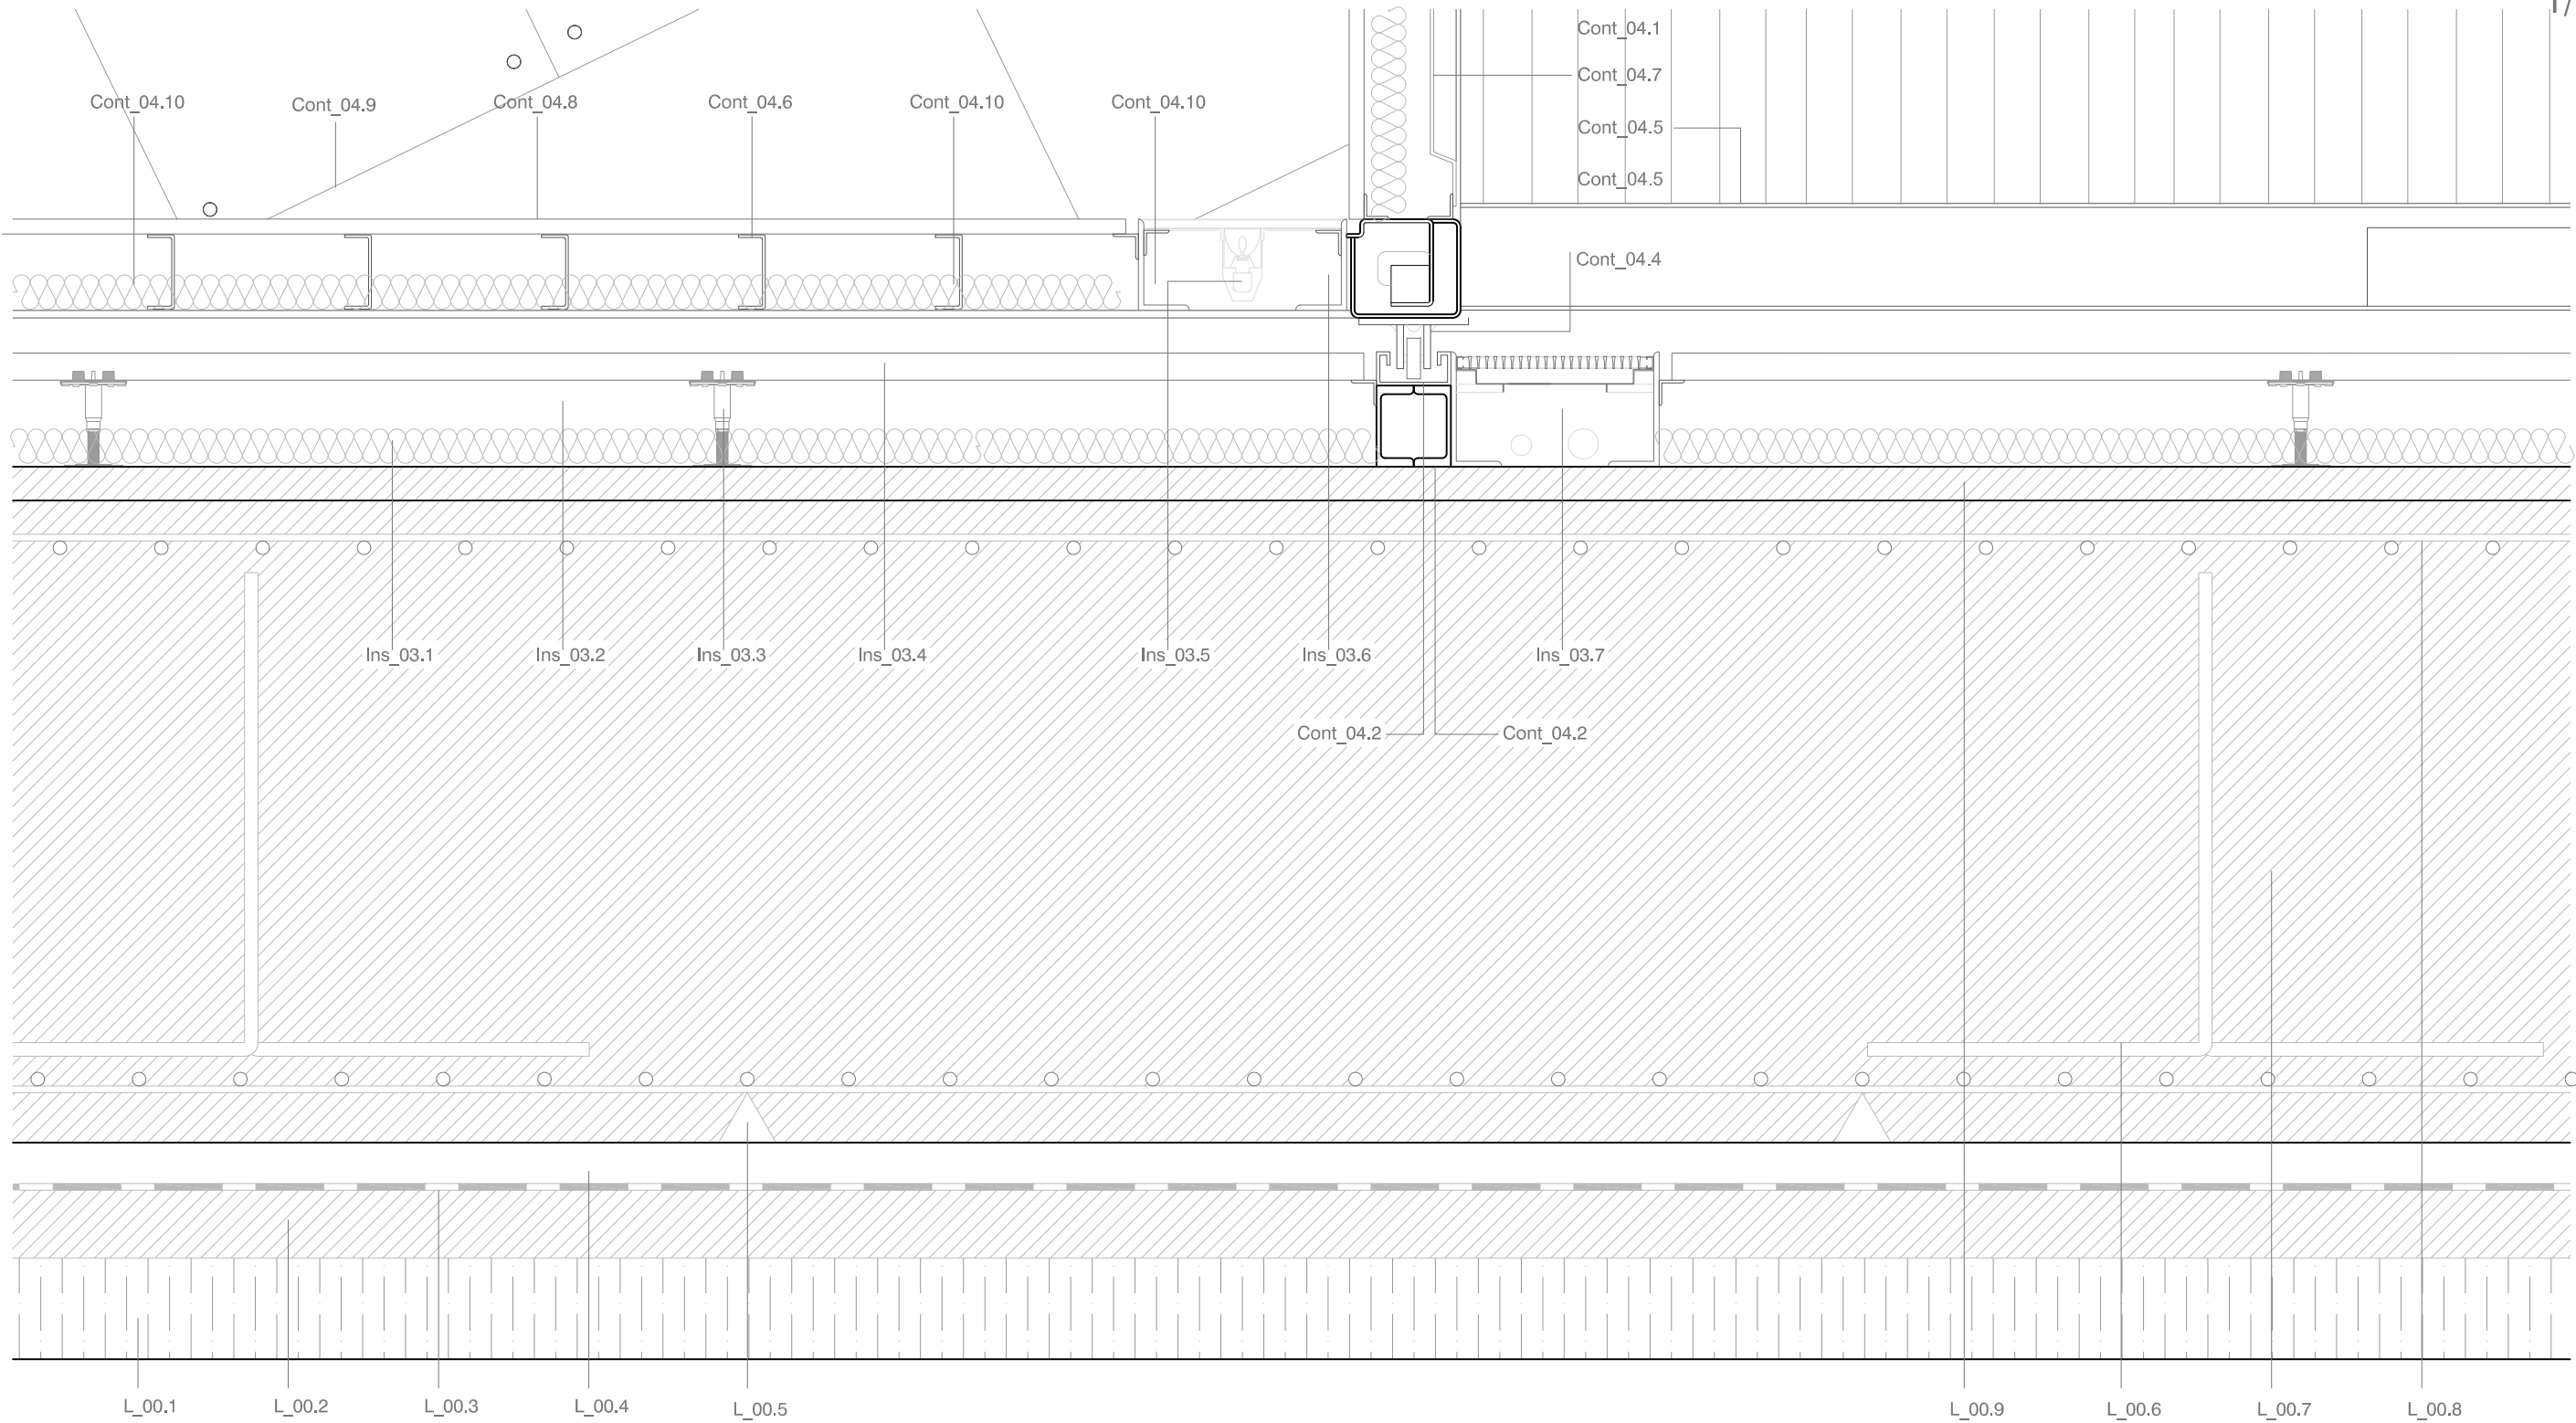 Cont_04.1
Cont_04.7
Cont_04.10
Cont_04.9
Cont_04.8
Cont_04.6
Cont_04.10
Cont_04.10
Cont_04.5
Cont_04.5
Cont_04.4
Ins_03.1
Ins_03.2
Ins_03.3
Ins_03.4
Ins_03.5
Ins_03.6
Ins_03.7
Cont_04.2
Cont_04.2
L_00.1
L_00.2
L_00.3
L_00.4
L_00.5
L_00.9
L_00.6
L_00.7
L_00.8